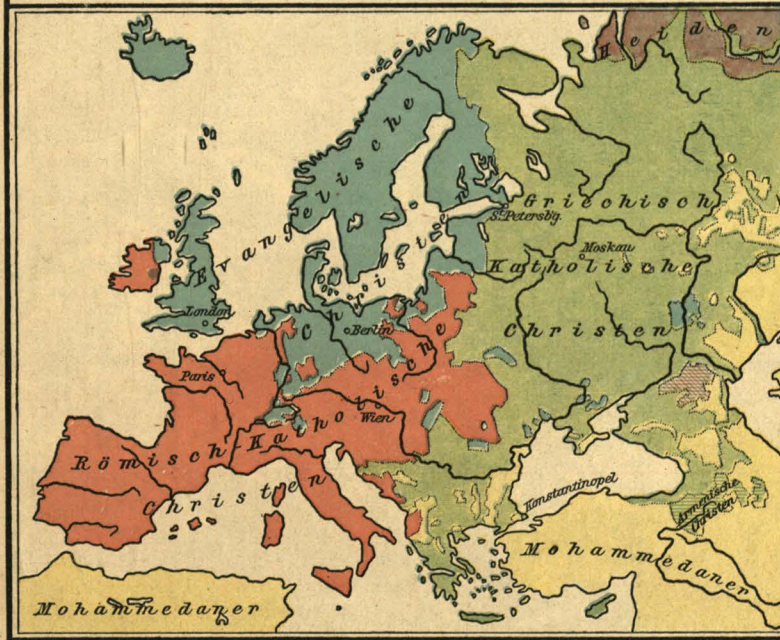 Heiden
Evangelische
Christen
Griechisch
St. Petersbg.
Moskau
Katholische
Christen
London
Berlin
Paris
Wien
Römisch Katholische
Christen
Konstantinopel
Armenische
Christen
Mohammedaner
Mohammedaner